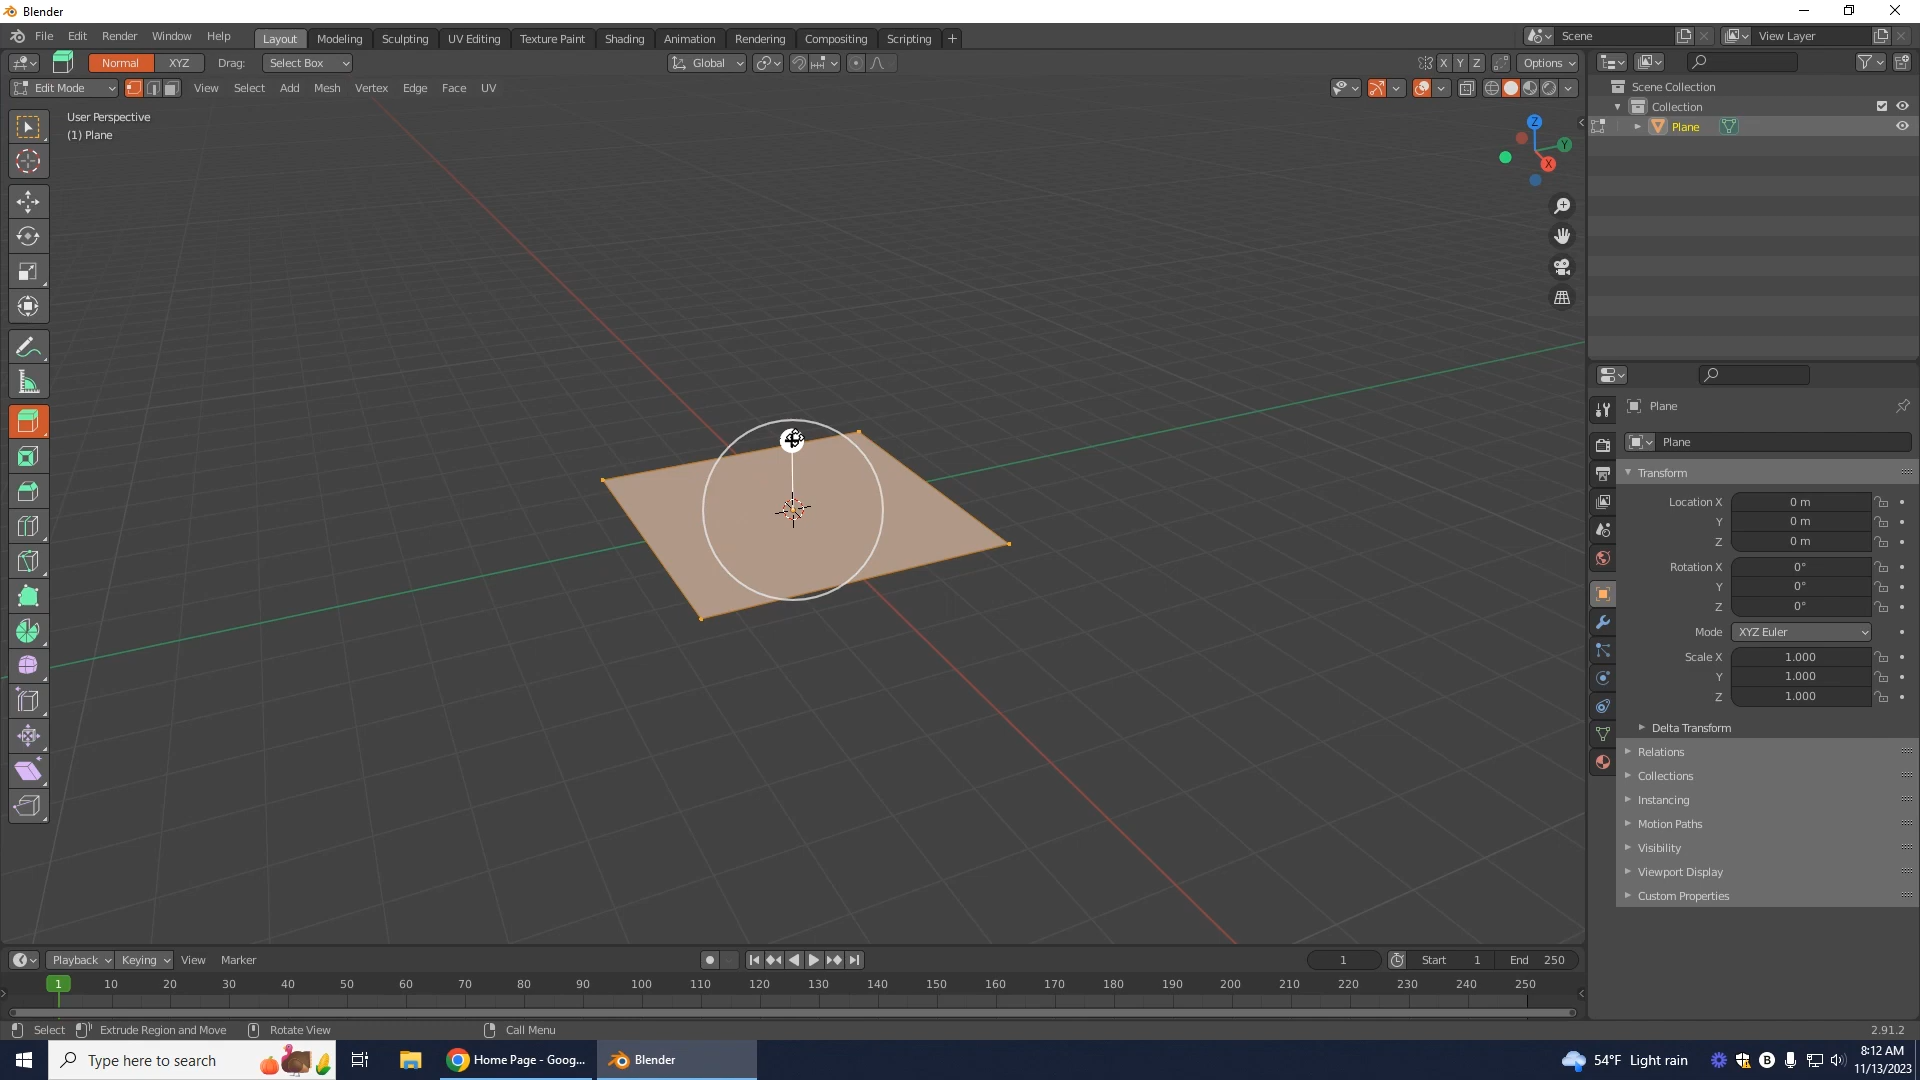 Blender
File Edit Render Window Help Layout Modeling Sculpting UV Editing Texture Paint Shading Animation Rendering Compositing Scripting + Scene View Layer
Normal XYZ Drag: Select Box Global X Y Z Options
Edit Mode View Select Add Mesh Vertex Edge Face UV
User Perspective
(1) Plane
Z
Y
X
Scene Collection
Collection
Plane
Plane
Plane
Transform
Location X 0 m
Y 0 m
Z 0 m
Rotation X 0°
Y 0°
Z 0°
Mode XYZ Euler
Scale X 1.000
Y 1.000
Z 1.000
Delta Transform
Relations
Collections
Instancing
Motion Paths
Visibility
Viewport Display
Custom Properties
Playback Keying View Marker 1 Start 1 End 250
1 10 20 30 40 50 60 70 80 90 100 110 120 130 140 150 160 170 180 190 200 210 220 230 240 250
Select Extrude Region and Move Rotate View Call Menu 2.91.2
Type here to search Home Page - Goog... Blender 54°F Light rain B 8:12 AM
11/13/2023